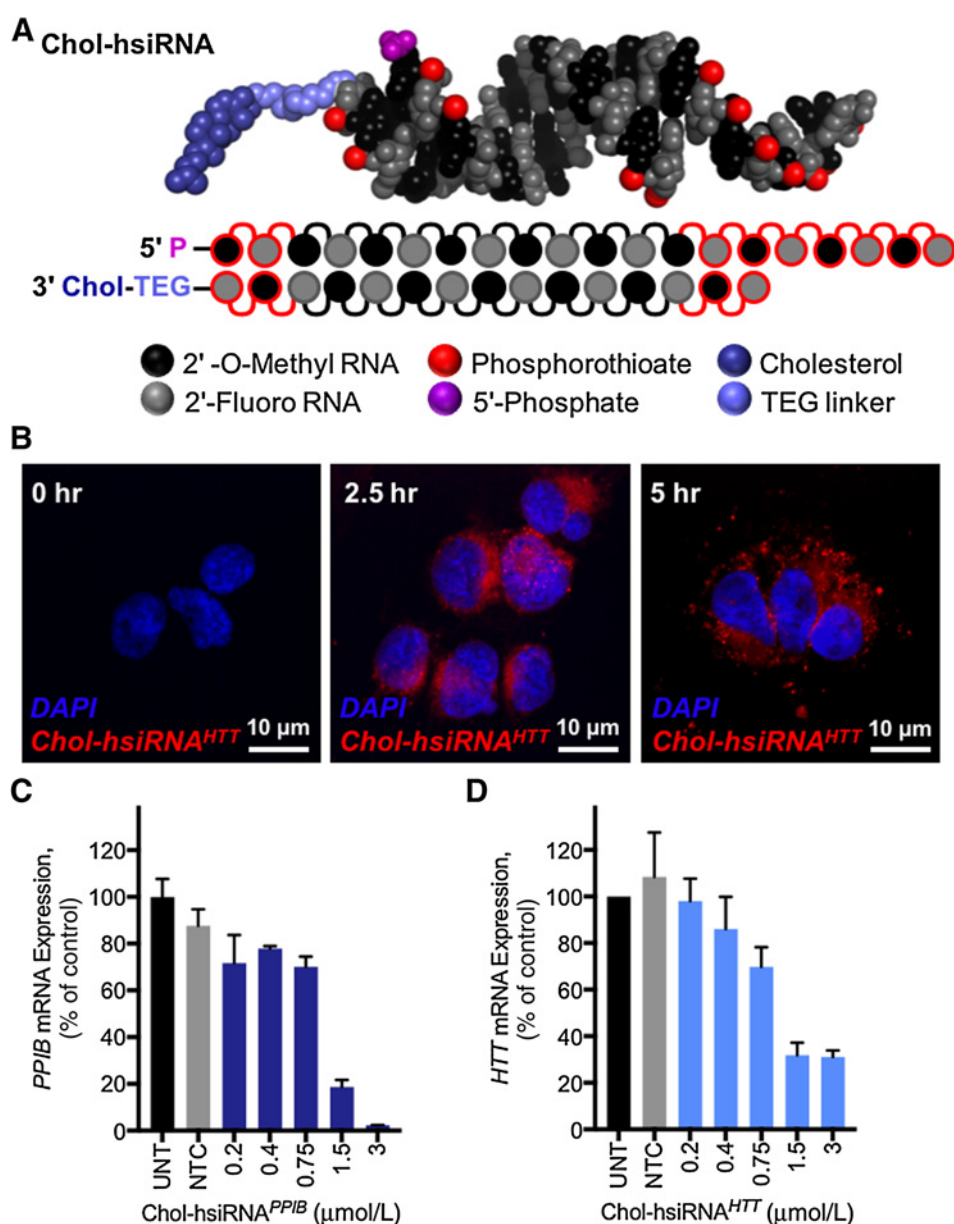 A Chol-hsiRNA
5' P
3' Chol-TEG
2'-O-Methyl RNA
Phosphorothioate
Cholesterol
2'-Fluoro RNA
5'-Phosphate
TEG linker
B
0 hr
DAPI
Chol-hsiRNA^HTT
10 µm
2.5 hr
DAPI
Chol-hsiRNA^HTT
10 µm
5 hr
DAPI
Chol-hsiRNA^HTT
10 µm
C
PPIB mRNA Expression,
(% of control)
120
100
80
60
40
20
0
UNT
NTC
0.2
0.4
0.75
1.5
3
Chol-hsiRNA^PPIB (µmol/L)
D
HTT mRNA Expression,
(% of control)
120
100
80
60
40
20
0
UNT
NTC
0.2
0.4
0.75
1.5
3
Chol-hsiRNA^HTT (µmol/L)